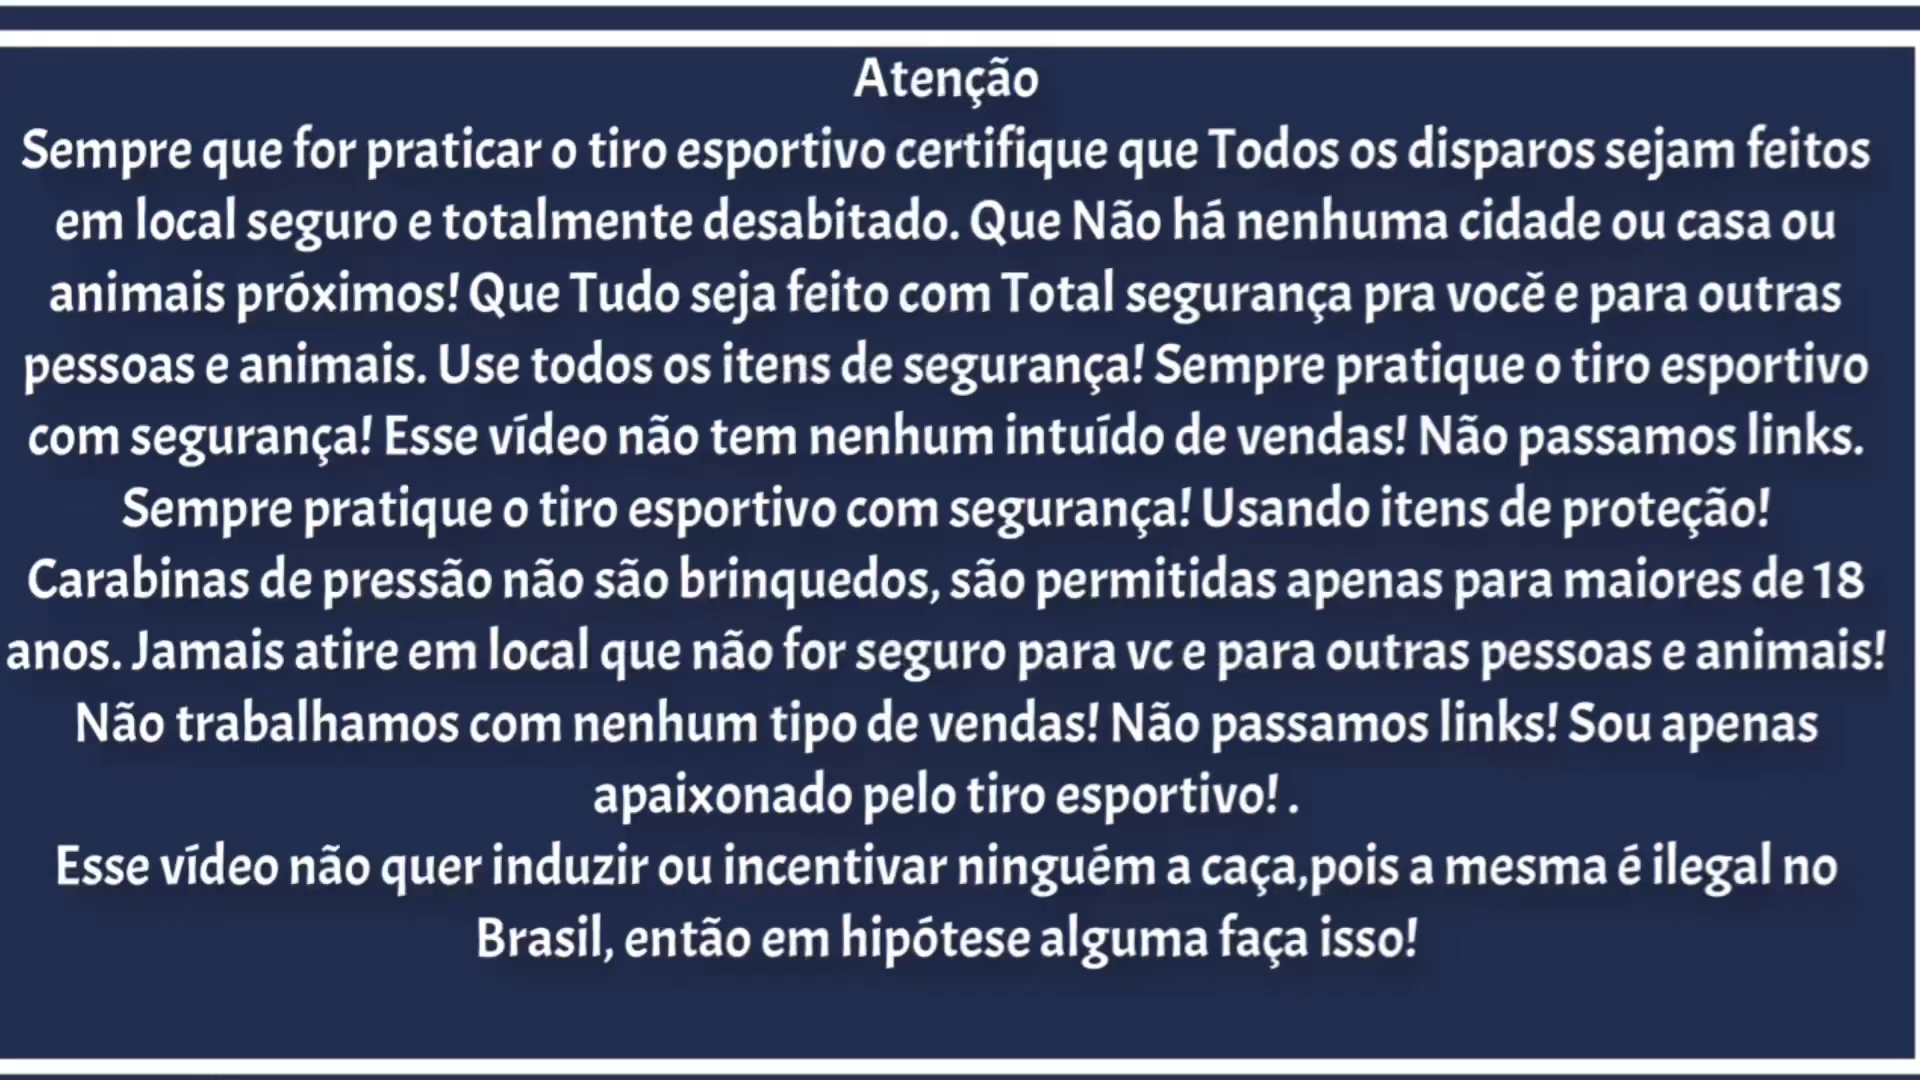 Atenção
Sempre que for praticar o tiro esportivo certifique que Todos os disparos sejam feitos
em local seguro e totalmente desabitado. Que Não há nenhuma cidade ou casa ou
animais próximos! Que Tudo seja feito com Total segurança pra você e para outras
pessoas e animais. Use todos os itens de segurança! Sempre pratique o tiro esportivo
com segurança! Esse vídeo não tem nenhum intuído de vendas! Não passamos links.
Sempre pratique o tiro esportivo com segurança! Usando itens de proteção!
Carabinas de pressão não são brinquedos, são permitidas apenas para maiores de 18
anos. Jamais atire em local que não for seguro para vc e para outras pessoas e animais!
Não trabalhamos com nenhum tipo de vendas! Não passamos links! Sou apenas
apaixonado pelo tiro esportivo! .
Esse vídeo não quer induzir ou incentivar ninguém a caça,pois a mesma é ilegal no
Brasil, então em hipótese alguma faça isso!